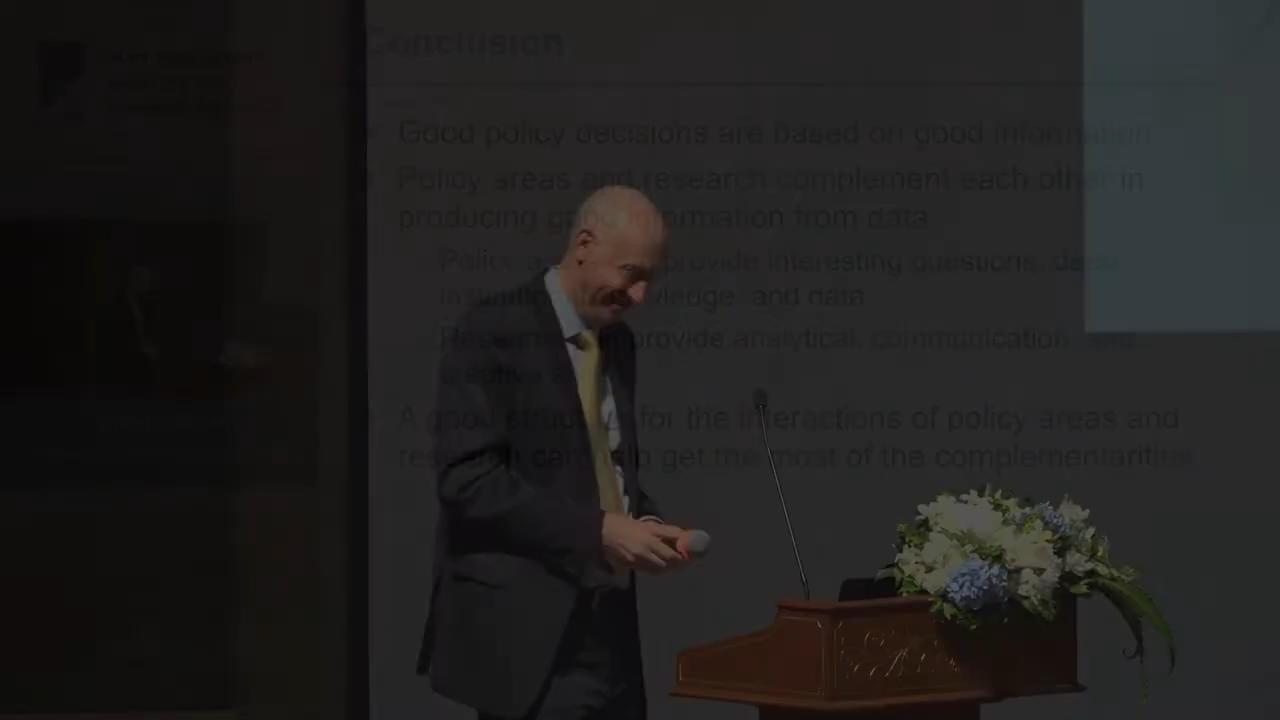 Conclusion
Good policy decisions are based on good information
Policy areas and research complement each other in
producing good information from data
Policy provide interesting questions,
knowledge, and data
provide analytical, communication, and
A good structure for the interactions of policy areas and
research can help get the most of the complementarities